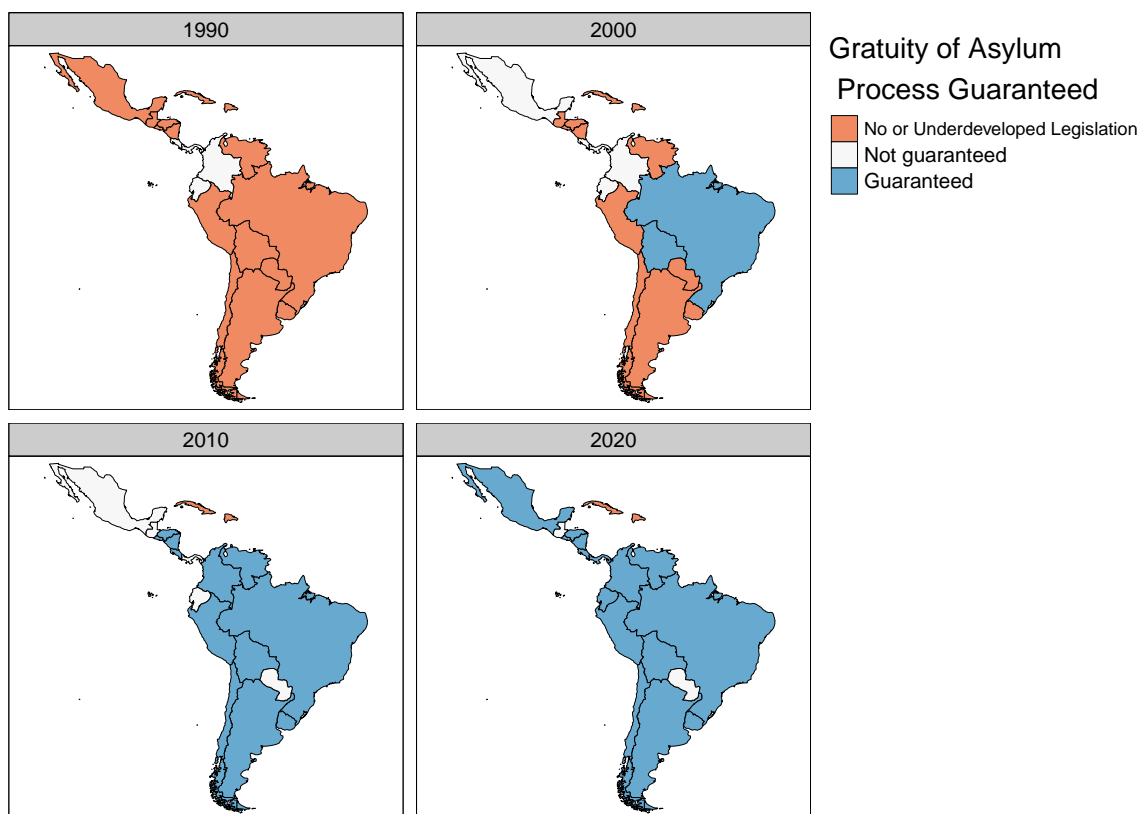 1990
2000
Gratuity of Asylum
Process Guaranteed
No or Underdeveloped Legislation
Not guaranteed
Guaranteed
2010
2020